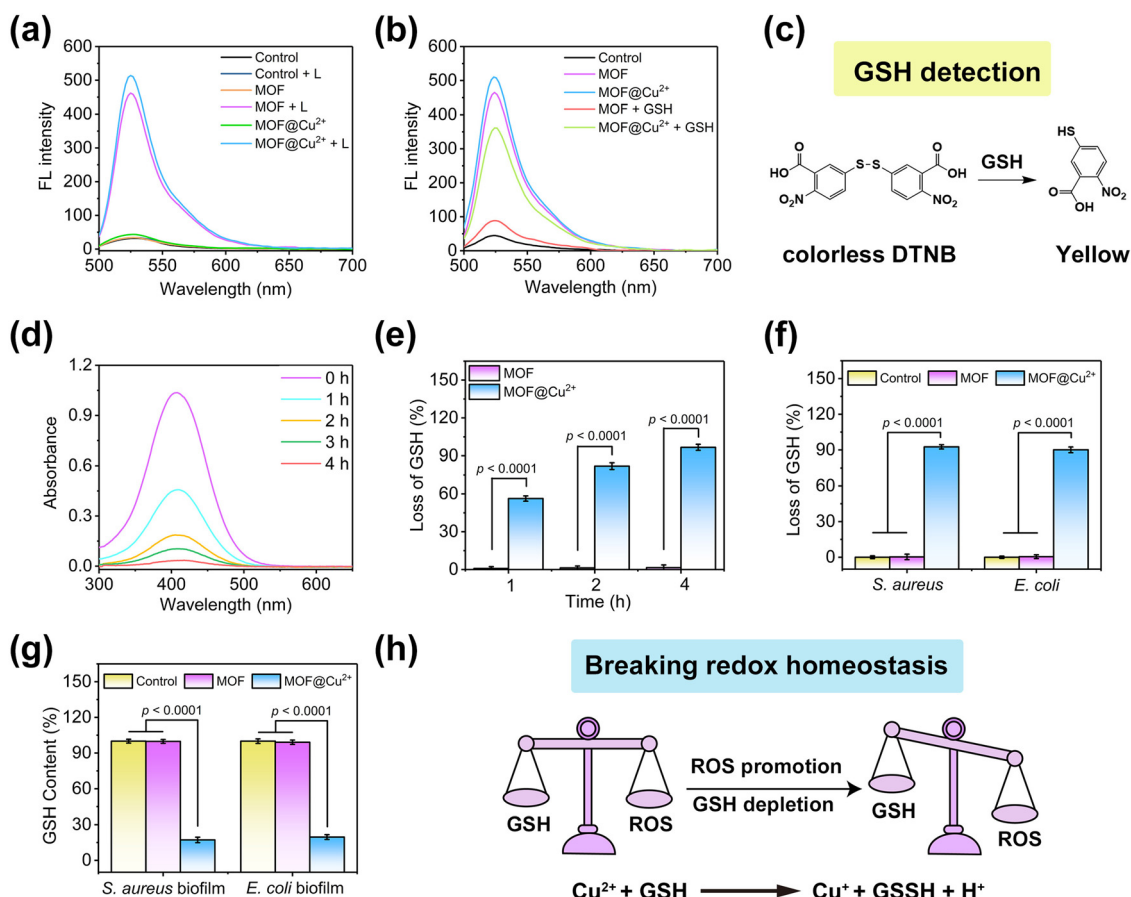 (a)
600
500
400
300
200
100
0
FL intensity
Control
Control + L
MOF
MOF + L
MOF@Cu²⁺
MOF@Cu²⁺ + L
500 550 600 650 700
Wavelength (nm)
(b)
600
500
400
300
200
100
0
FL intensity
Control
MOF
MOF@Cu²⁺
MOF + GSH
MOF@Cu²⁺ + GSH
500 550 600 650 700
Wavelength (nm)
(c)
GSH detection
O
HO
NO₂
S-S
O
OH
NO₂
GSH
HS
O
OH
NO₂
colorless DTNB
Yellow
(d)
1.2
0.9
0.6
0.3
0.0
Absorbance
0 h
1 h
2 h
3 h
4 h
300 400 500 600
Wavelength (nm)
(e)
150
120
90
60
30
0
Loss of GSH (%)
MOF
MOF@Cu²⁺
p < 0.0001
p < 0.0001
p < 0.0001
1 2 4
Time (h)
(f)
150
120
90
60
30
0
Loss of GSH (%)
Control MOF MOF@Cu²⁺
p < 0.0001
p < 0.0001
S. aureus E. coli
(g)
150
120
90
60
30
0
GSH Content (%)
Control MOF MOF@Cu²⁺
p < 0.0001
p < 0.0001
S. aureus biofilm E. coli biofilm
(h)
Breaking redox homeostasis
GSH
ROS
ROS promotion
GSH depletion
GSH
ROS
Cu²⁺ + GSH Cu⁺ + GSSH + H⁺